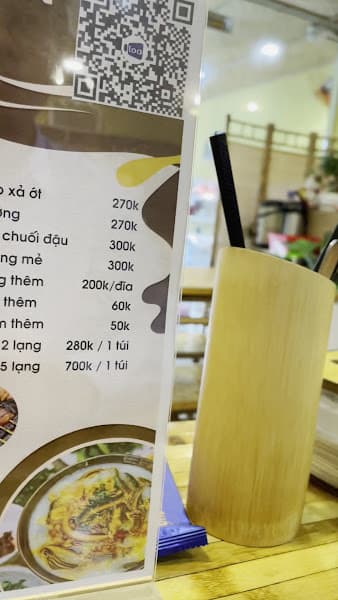 loa
xả ớt 270k
270k
chuối đậu 300k
mẻ 300k
thêm 200k/đĩa
thêm 60k
thêm 50k
2 lạng 280k / 1 túi
5 lạng 700k / 1 túi